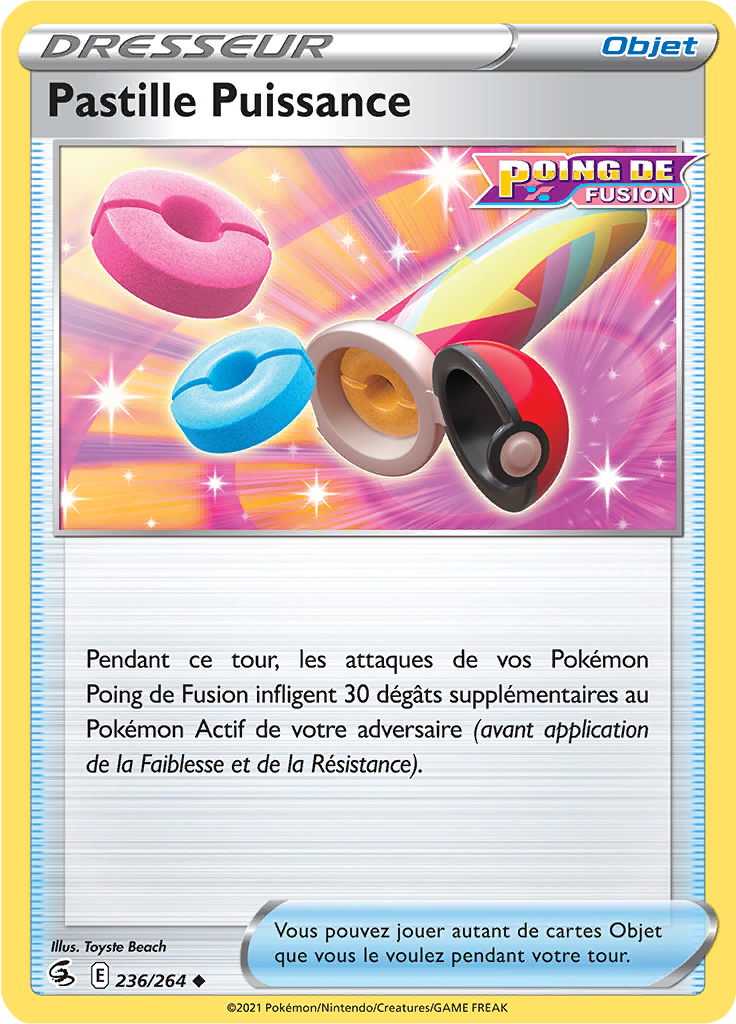 DRESSEUR
Objet
Pastille Puissance
POING DE
FUSION
Pendant ce tour, les attaques de vos Pokémon
Poing de Fusion infligent 30 dégâts supplémentaires au
Pokémon Actif de votre adversaire (avant application
de la Faiblesse et de la Résistance).
Illus. Toyste Beach
Vous pouvez jouer autant de cartes Objet
que vous le voulez pendant votre tour.
E 236/264 ◆
©2021 Pokémon/Nintendo/Creatures/GAME FREAK